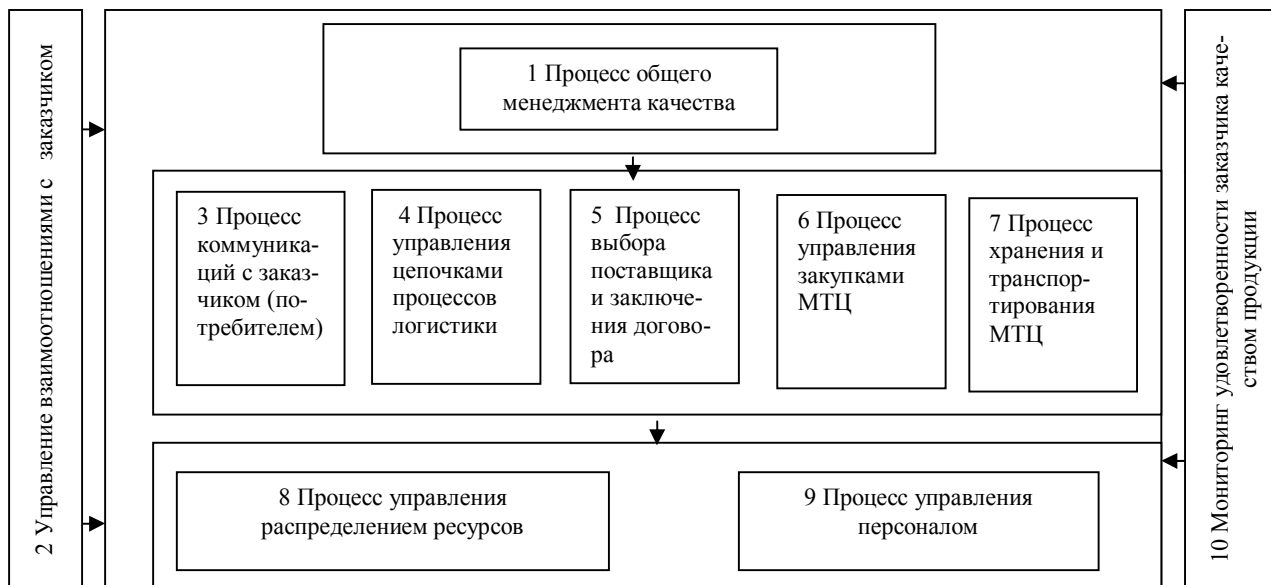 2 Управление взаимоотношениями с заказчиком
1 Процесс общего
менеджмента качества
3 Процесс
коммуника-
ций с заказ-
чиком (по-
требителем)
4 Процесс
управления
цепочками
процессов
логистики
5 Процесс
выбора
поставщика
и заключе-
ния догово-
ра
6 Процесс
управления
закупками
МТЦ
7 Процесс
хранения и
транспор-
тирования
МТЦ
8 Процесс управления
распределением ресурсов
9 Процесс управления
персоналом
10 Мониторинг удовлетворенности заказчика каче-
ством продукции